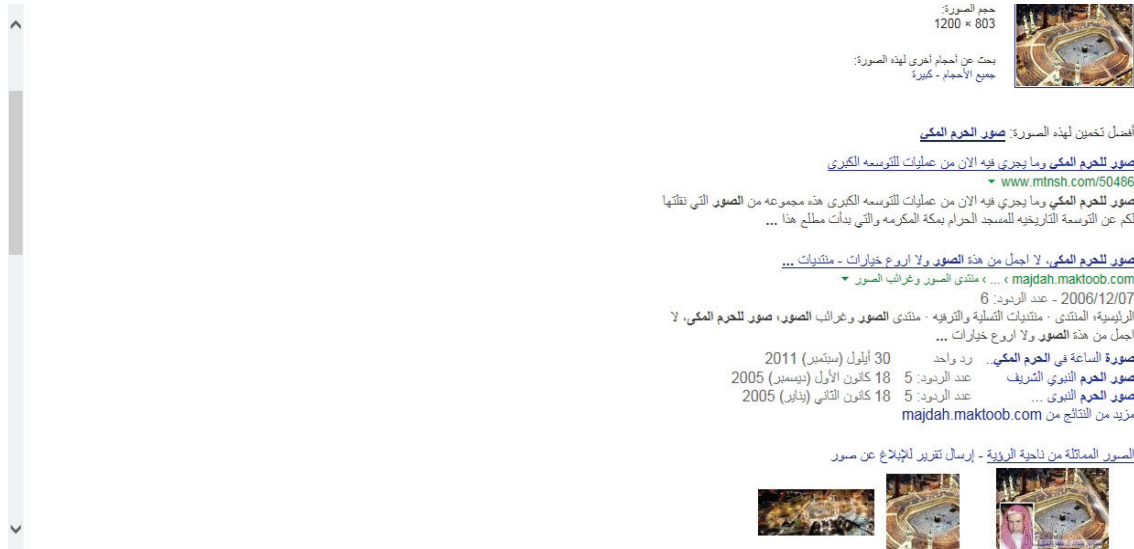 حجم الصورة:
1200 × 803
بحث عن أحجام أخرى لهذه الصورة:
جميع الأحجام - كبيرة
أفضل تخمين لهذه الصورة: صور الحرم المكي
صور للحرم المكي وما يجري فيه الان من عمليات للتوسعه الكبرى
www.mtnsh.com/50486
صور للحرم المكي وما يجري فيه الان من عمليات للتوسعه الكبرى هذه مجموعه من الصور التي نقلتها
لكم عن التوسعة التاريخيه للمسجد الحرام بمكة المكرمه والتي بدأت مطلع هذا ...
صور للحرم المكي، لا اجمل من هذة الصور ولا اروع خيارات - منتديات ...
majdah.maktoob.com › ... › منتدى الصور وغرائب الصور
2006/12/07 - عدد الردود: 6
الرئيسية؛ المنتدى · منتديات التسلية والترفيه · منتدى الصور وغرائب الصور؛ صور للحرم المكي، لا
اجمل من هذة الصور ولا اروع خيارات ...
صورة الساعة في الحرم المكي.. رد واحد 30 أيلول (سبتمبر) 2011
صور الحرم النبوي الشريف عدد الردود: 5 18 كانون الأول (ديسمبر) 2005
صور الحرم النبوى ... عدد الردود: 5 18 كانون الثاني (يناير) 2005
مزيد من النتائج من majdah.maktoob.com
الصور المماثلة من ناحية الرؤية - إرسال تقرير للإبلاغ عن صور